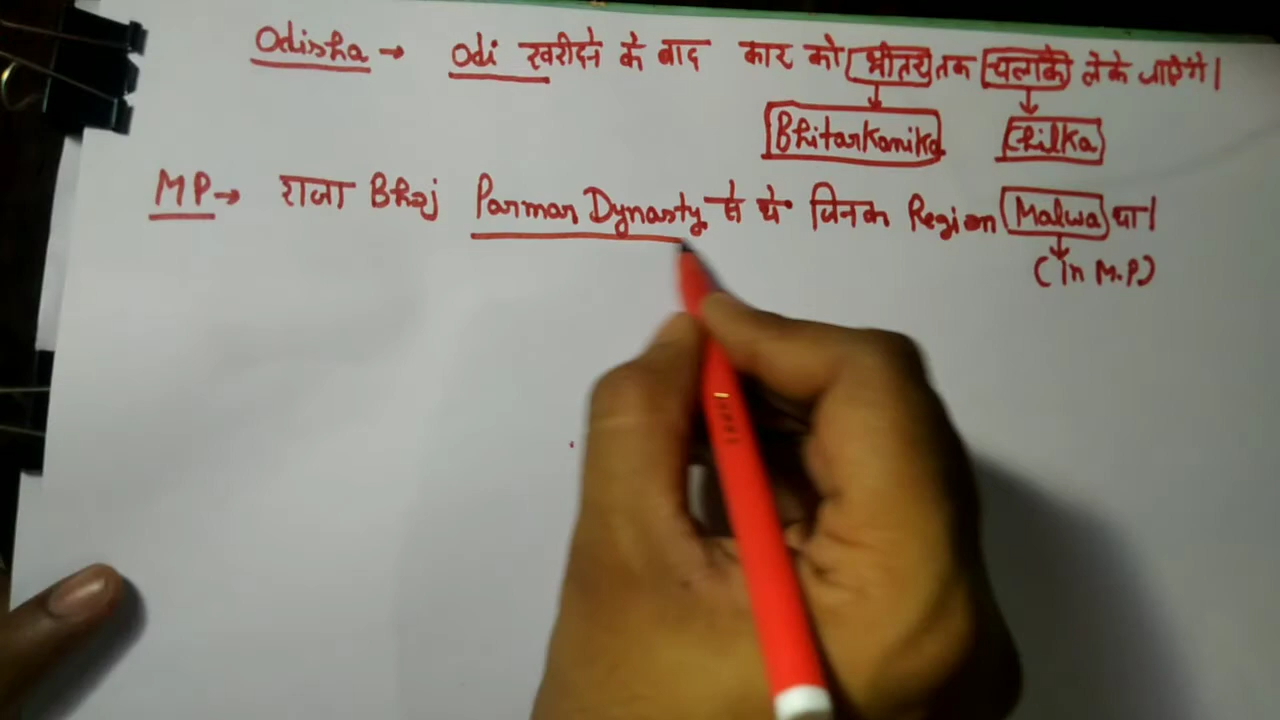 Odisha → Odi खरीदने के बाद कार को भीतर तक चलाके लेके जाएंगे।
Bhitarkanika Chilka
MP → राजा Bhoj Parmar Dynasty से थे जिनका Region Malwa था।
(In M.P)